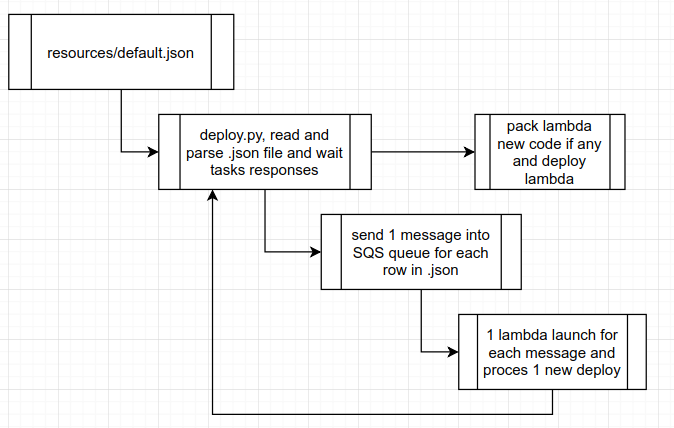 resources/default.json
deploy.py, read and
parse .json file and wait
tasks responses
pack lambda
new code if any
and deploy
lambda
send 1 message into
SQS queue for each
row in .json
1 lambda launch for
each message and
proces 1 new deploy